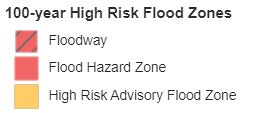 100-year High Risk Flood Zones
Floodway
Flood Hazard Zone
High Risk Advisory Flood Zone